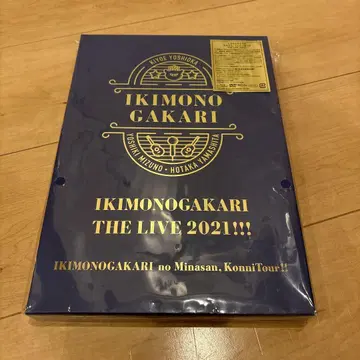 KIYOE YOSHIOKA
IKIMONO
GAKARI
YOSHIKI MIZUNO • HOTAKA YAMASHITA
IKIMONOGAKARI
THE LIVE 2021!!!
IKIMONOGAKARI no Minasan, KonniTour!!